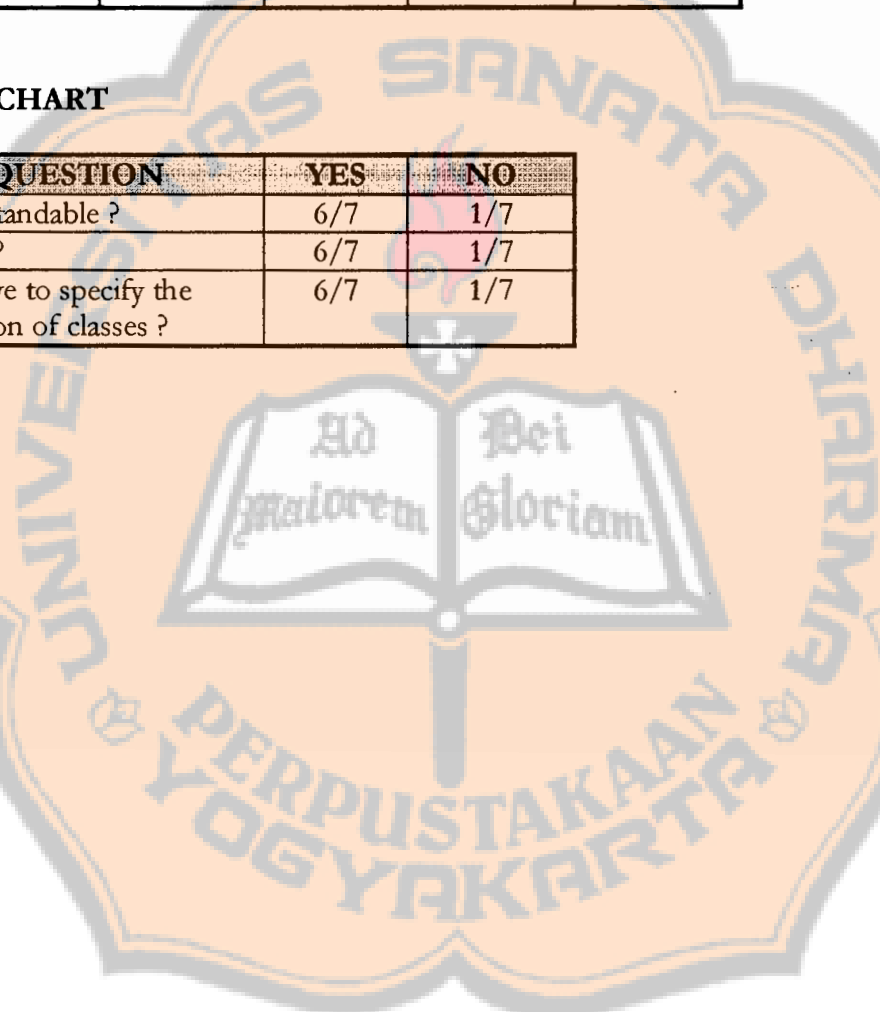 CHART
QUESTION YES NO
tandable ? 6/7 1/7
? 6/7 1/7
ve to specify the 6/7 1/7
on of classes ?
UNIVERSITAS SANATA DHARMA
Ad Dei
maiorem Gloriam
PERPUSTAKAAN
YOGYAKARTA